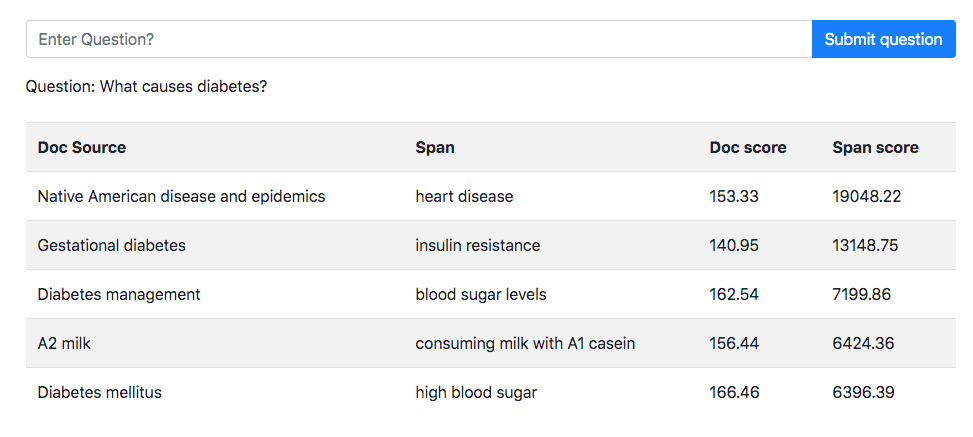 Enter Question? Submit question
Question: What causes diabetes?
Doc Source Span Doc score Span score
Native American disease and epidemics heart disease 153.33 19048.22
Gestational diabetes insulin resistance 140.95 13148.75
Diabetes management blood sugar levels 162.54 7199.86
A2 milk consuming milk with A1 casein 156.44 6424.36
Diabetes mellitus high blood sugar 166.46 6396.39